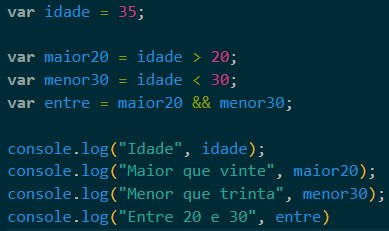 var idade = 35;
var maior20 = idade > 20;
var menor30 = idade < 30;
var entre = maior20 && menor30;
console.log("Idade", idade);
console.log("Maior que vinte", maior20);
console.log("Menor que trinta", menor30);
console.log("Entre 20 e 30", entre)